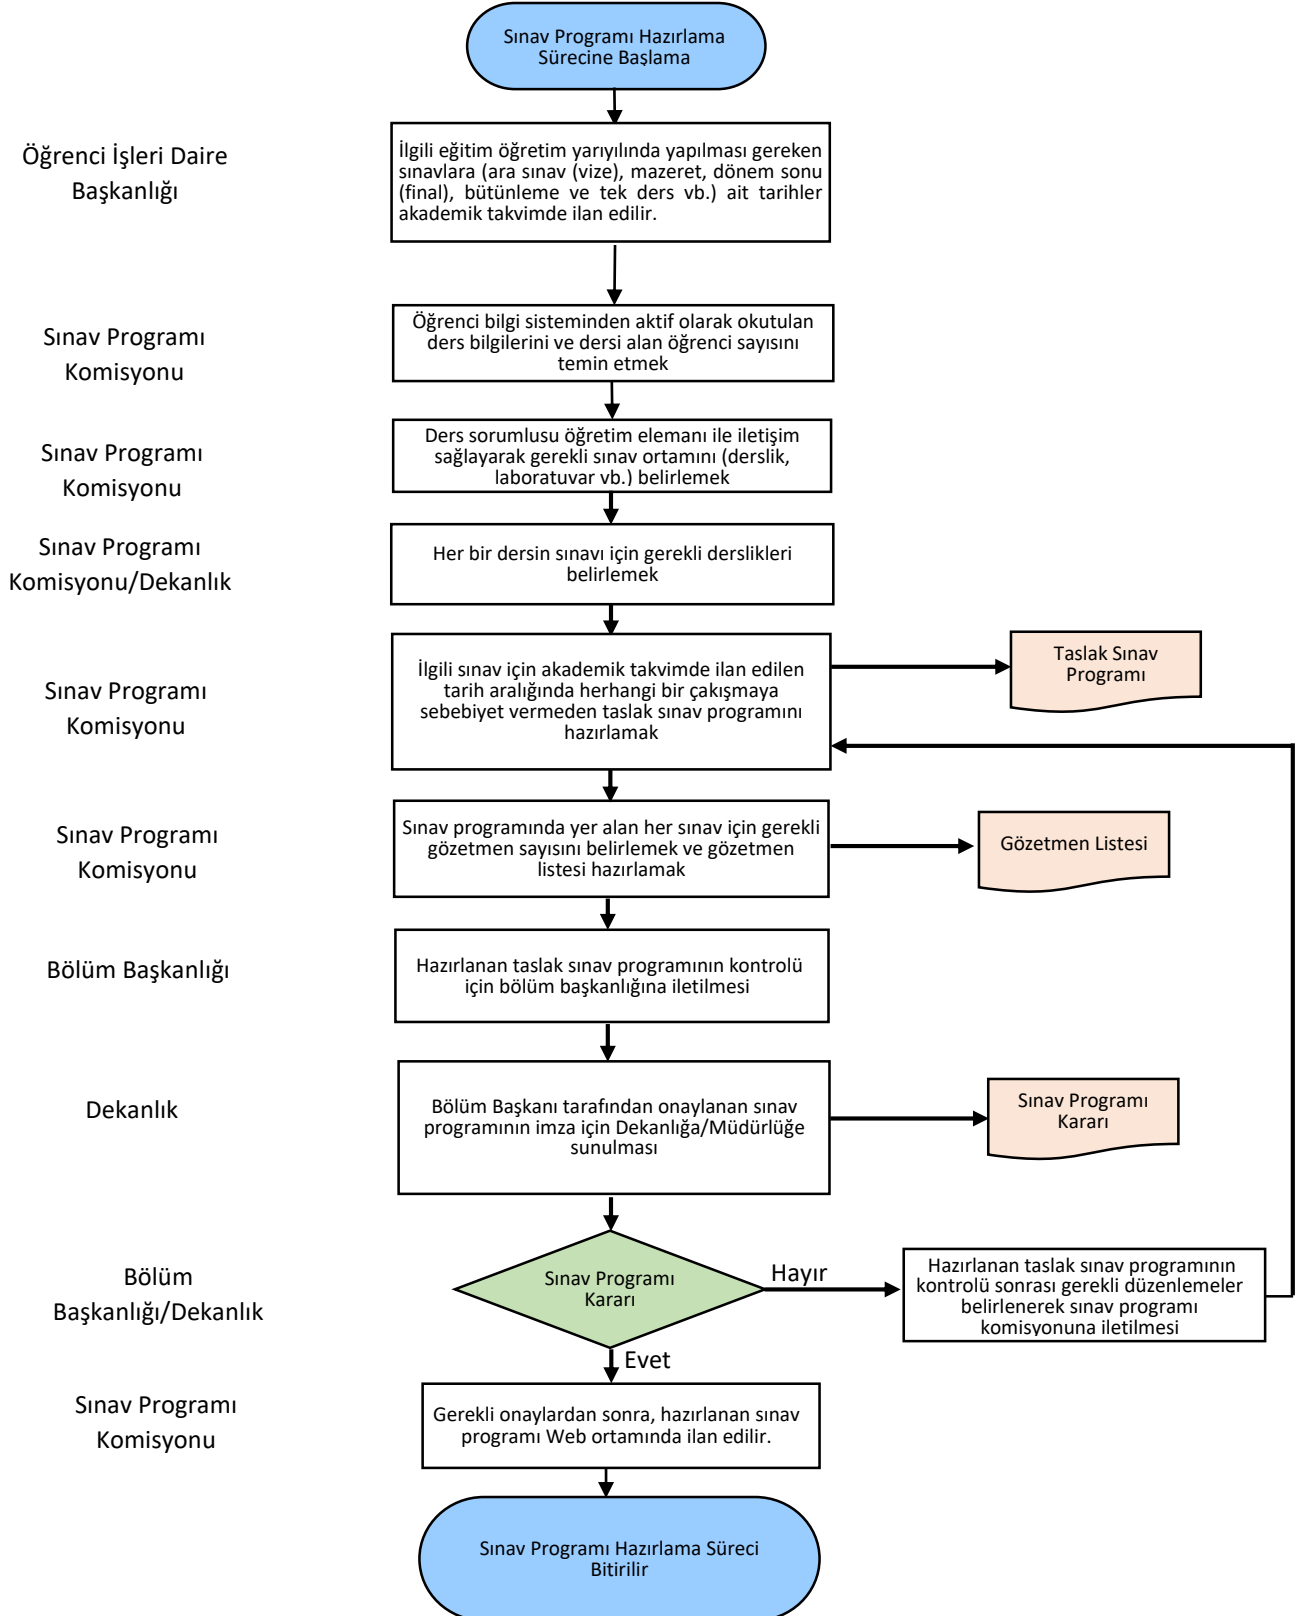 Sınav Programı Hazırlama
Sürecine Başlama
Öğrenci İşleri Daire
Başkanlığı
İlgili eğitim öğretim yarıyılında yapılması gereken
sınavlara (ara sınav (vize), mazeret, dönem sonu
(final), bütünleme ve tek ders vb.) ait tarihler
akademik takvimde ilan edilir.
Sınav Programı
Komisyonu
Öğrenci bilgi sisteminden aktif olarak okutulan
ders bilgilerini ve dersi alan öğrenci sayısını
temin etmek
Sınav Programı
Komisyonu
Ders sorumlusu öğretim elemanı ile iletişim
sağlayarak gerekli sınav ortamını (derslik,
laboratuvar vb.) belirlemek
Sınav Programı
Komisyonu/Dekanlık
Her bir dersin sınavı için gerekli derslikleri
belirlemek
Sınav Programı
Komisyonu
İlgili sınav için akademik takvimde ilan edilen
tarih aralığında herhangi bir çakışmaya
sebebiyet vermeden taslak sınav programını
hazırlamak
Taslak Sınav
Programı
Sınav Programı
Komisyonu
Sınav programında yer alan her sınav için gerekli
gözetmen sayısını belirlemek ve gözetmen
listesi hazırlamak
Gözetmen Listesi
Bölüm Başkanlığı
Hazırlanan taslak sınav programının kontrolü
için bölüm başkanlığına iletilmesi
Dekanlık
Bölüm Başkanı tarafından onaylanan sınav
programının imza için Dekanlığa/Müdürlüğe
sunulması
Sınav Programı
Kararı
Bölüm
Başkanlığı/Dekanlık
Sınav Programı
Kararı
Hayır
Hazırlanan taslak sınav programının
kontrolü sonrası gerekli düzenlemeler
belirlenerek sınav programı
komisyonuna iletilmesi
Evet
Sınav Programı
Komisyonu
Gerekli onaylardan sonra, hazırlanan sınav
programı Web ortamında ilan edilir.
Sınav Programı Hazırlama Süreci
Bitirilir